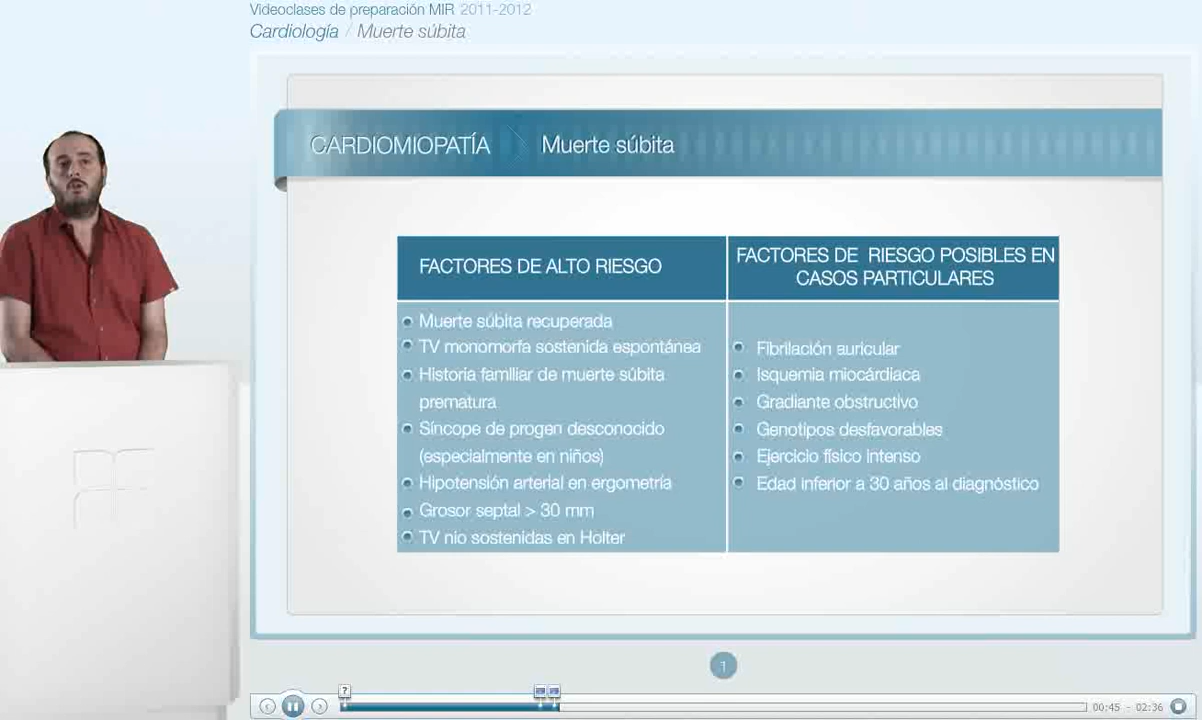 Videoclases de preparación MIR 2011-2012
Cardiología / Muerte súbita
CARDIOMIOPATÍA Muerte súbita
FACTORES DE ALTO RIESGO
Muerte súbita recuperada
TV monomorfa sostenida espontánea
Historia familiar de muerte súbita
prematura
Síncope de progen desconocido
(especialmente en niños)
Hipotensión arterial en ergometría
Grosor septal > 30 mm
TV nio sostenidas en Holter
FACTORES DE RIESGO POSIBLES EN
CASOS PARTICULARES
Fibrilación auricular
Isquemia miocárdiaca
Gradiante obstructivo
Genotipos desfavorables
Ejercicio físico intenso
Edad inferior a 30 años al diagnóstico
1
?
00:45 - 02:36